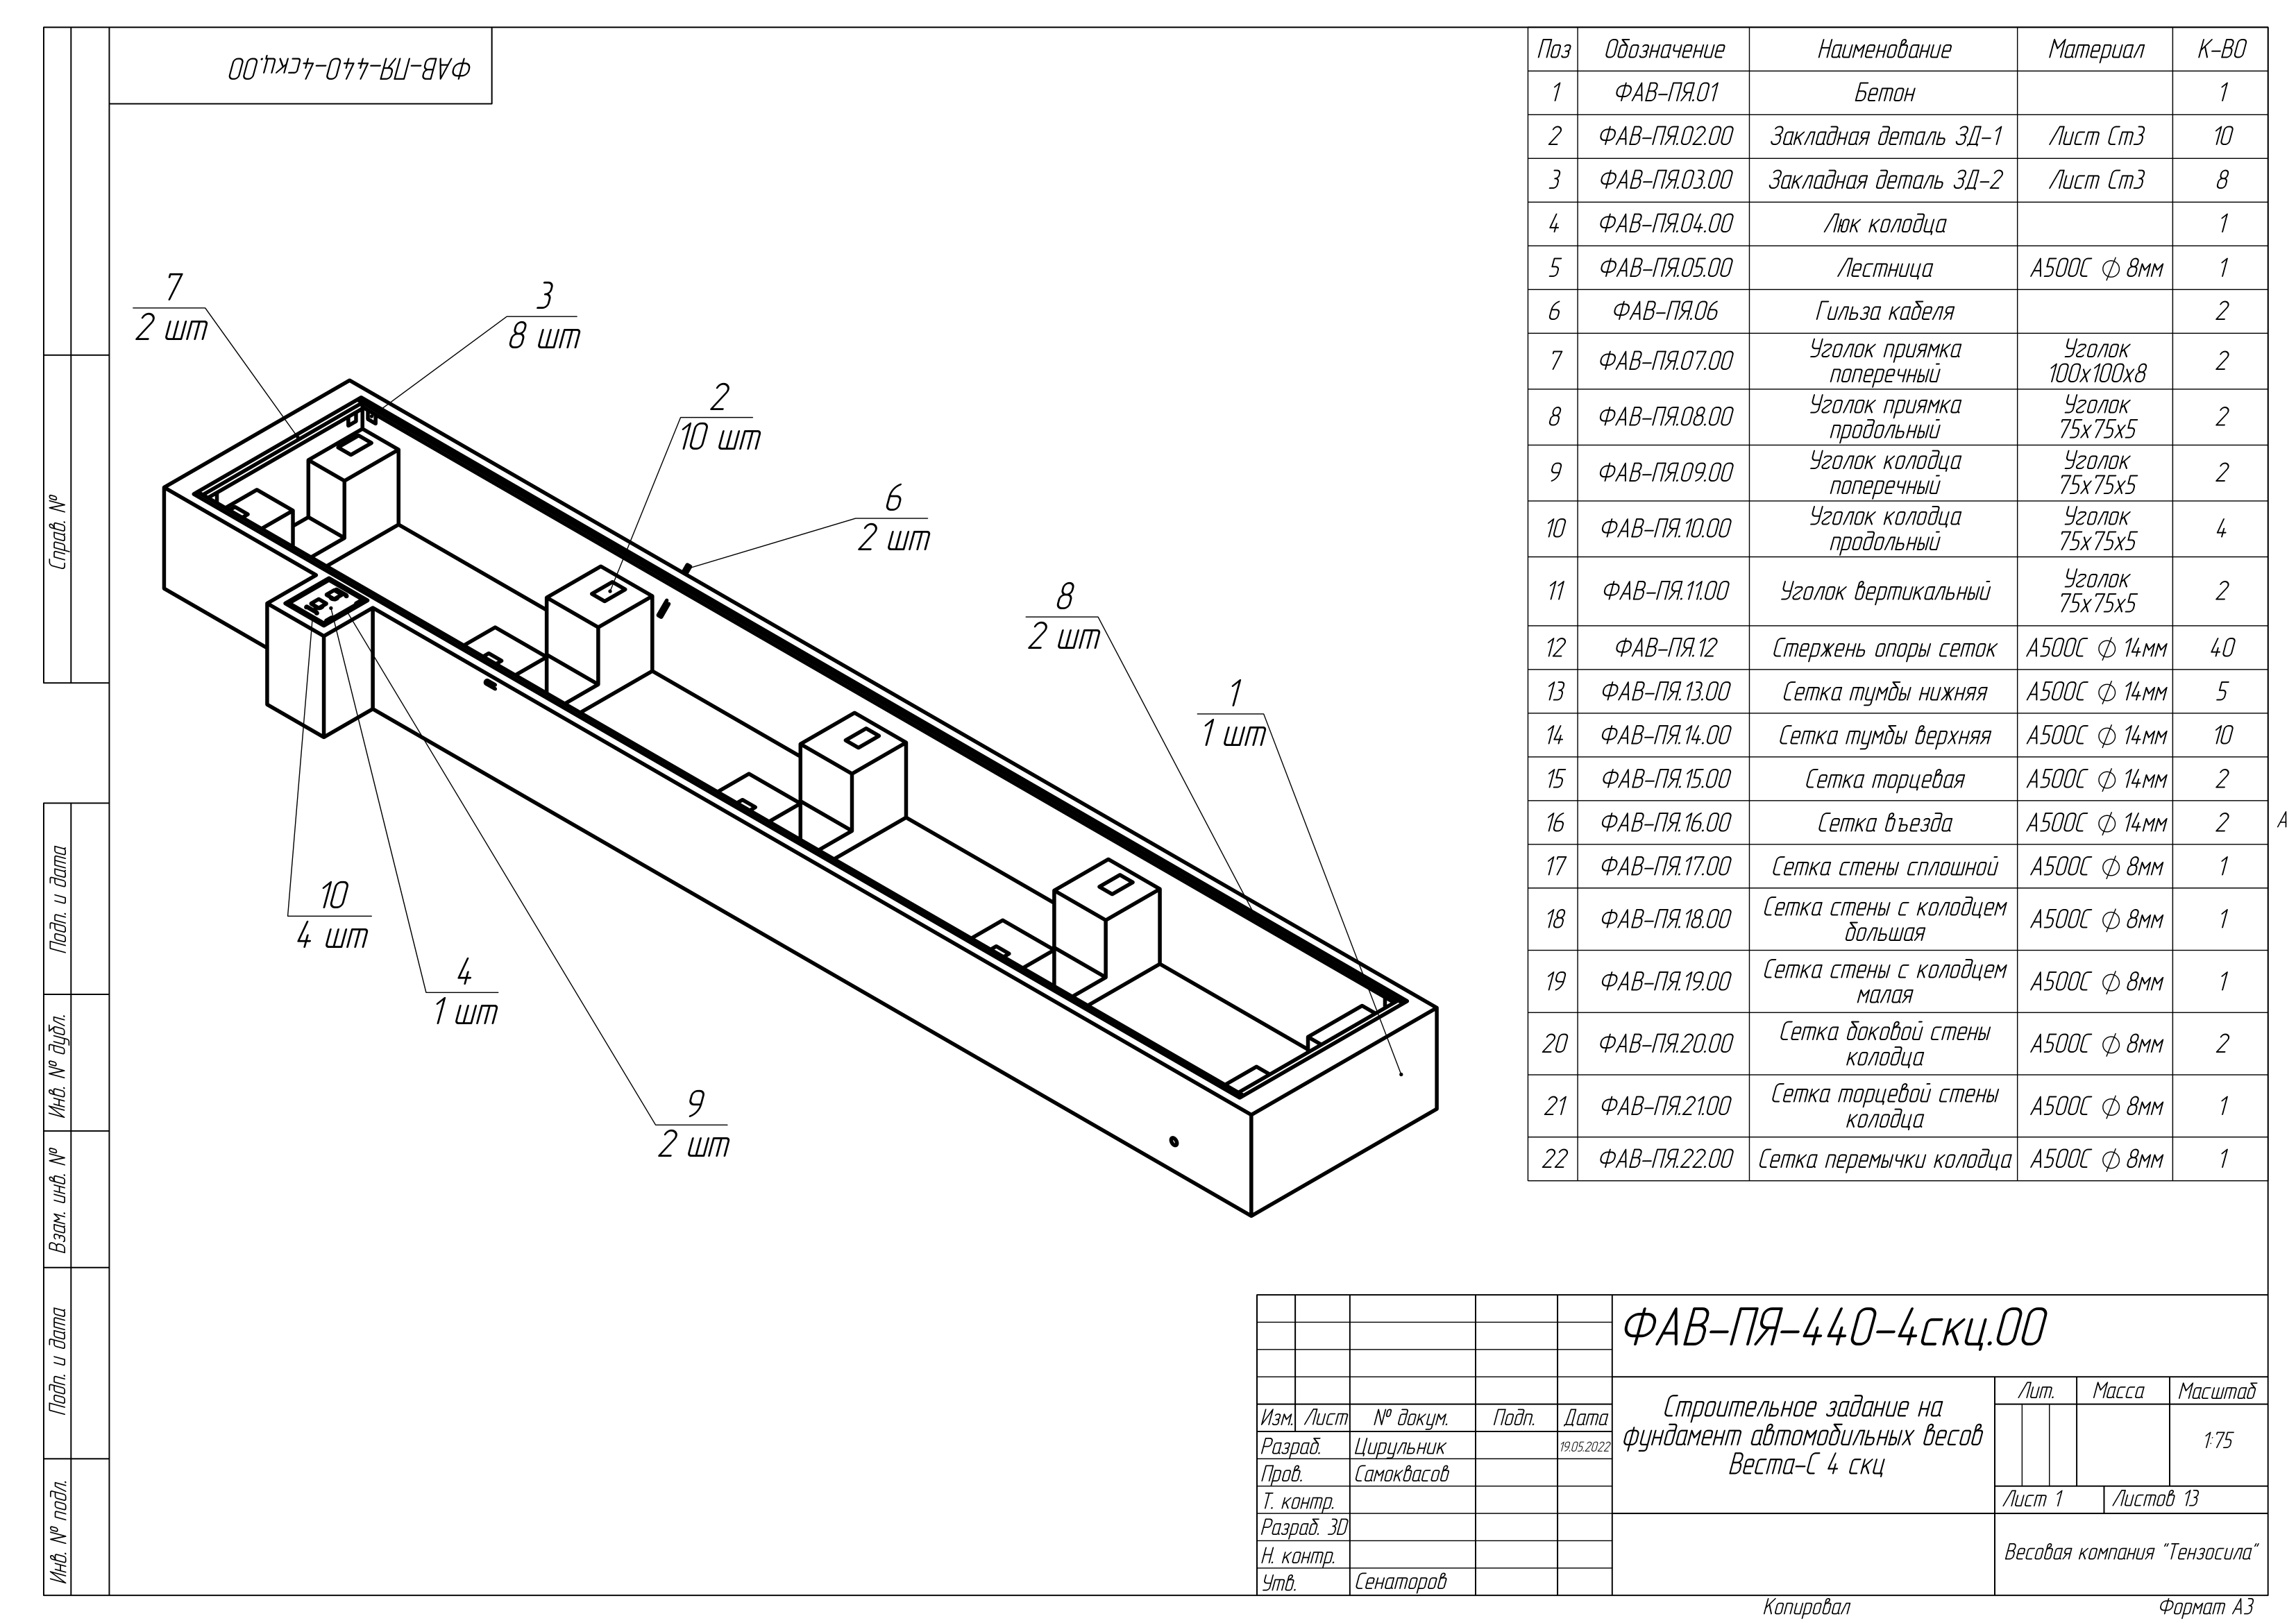 ФАВ-ПЯ-440-4скц.00
Поз Обозначение Наименование Материал К-ВО
1 ФАВ-ПЯ.01 Бетон 1
2 ФАВ-ПЯ.02.00 Закладная деталь ЗД-1 Лист Ст3 10
3 ФАВ-ПЯ.03.00 Закладная деталь ЗД-2 Лист Ст3 8
4 ФАВ-ПЯ.04.00 Люк колодца 1
5 ФАВ-ПЯ.05.00 Лестница А500С ∅ 8мм 1
6 ФАВ-ПЯ.06 Гильза кабеля 2
7 ФАВ-ПЯ.07.00 Уголок приямка поперечный Уголок 100х100х8 2
8 ФАВ-ПЯ.08.00 Уголок приямка продольный Уголок 75х75х5 2
9 ФАВ-ПЯ.09.00 Уголок колодца поперечный Уголок 75х75х5 2
10 ФАВ-ПЯ.10.00 Уголок колодца продольный Уголок 75х75х5 4
11 ФАВ-ПЯ.11.00 Уголок вертикальный Уголок 75х75х5 2
12 ФАВ-ПЯ.12 Стержень опоры сеток А500С ∅ 14мм 40
13 ФАВ-ПЯ.13.00 Сетка тумбы нижняя А500С ∅ 14мм 5
14 ФАВ-ПЯ.14.00 Сетка тумбы верхняя А500С ∅ 14мм 10
15 ФАВ-ПЯ.15.00 Сетка торцевая А500С ∅ 14мм 2
16 ФАВ-ПЯ.16.00 Сетка въезда А500С ∅ 14мм 2
17 ФАВ-ПЯ.17.00 Сетка стены сплошной А500С ∅ 8мм 1
18 ФАВ-ПЯ.18.00 Сетка стены с колодцем большая А500С ∅ 8мм 1
19 ФАВ-ПЯ.19.00 Сетка стены с колодцем малая А500С ∅ 8мм 1
20 ФАВ-ПЯ.20.00 Сетка боковой стены колодца А500С ∅ 8мм 2
21 ФАВ-ПЯ.21.00 Сетка торцевой стены колодца А500С ∅ 8мм 1
22 ФАВ-ПЯ.22.00 Сетка перемычки колодца А500С ∅ 8мм 1
А
7
2 шт
3
8 шт
2
10 шт
6
2 шт
8
2 шт
1
1 шт
10
4 шт
4
1 шт
9
2 шт
Справ. №
Подп. и дата
Инв. № дубл.
Взам. инв. №
Подп. и дата
Инв. № подл.
ФАВ-ПЯ-440-4скц.00
Строительное задание на
фундамент автомобильных весов
Веста-С 4 скц
Лит. Масса Масштаб
1:75
Лист 1 Листов 13
Весовая компания "Тензосила"
Изм. Лист № докум. Подп. Дата
Разраб. Цирульник 19.05.2022
Пров. Самоквасов
Т. контр.
Разраб. 3D
Н. контр.
Утв. Сенаторов
Копировал Формат А3